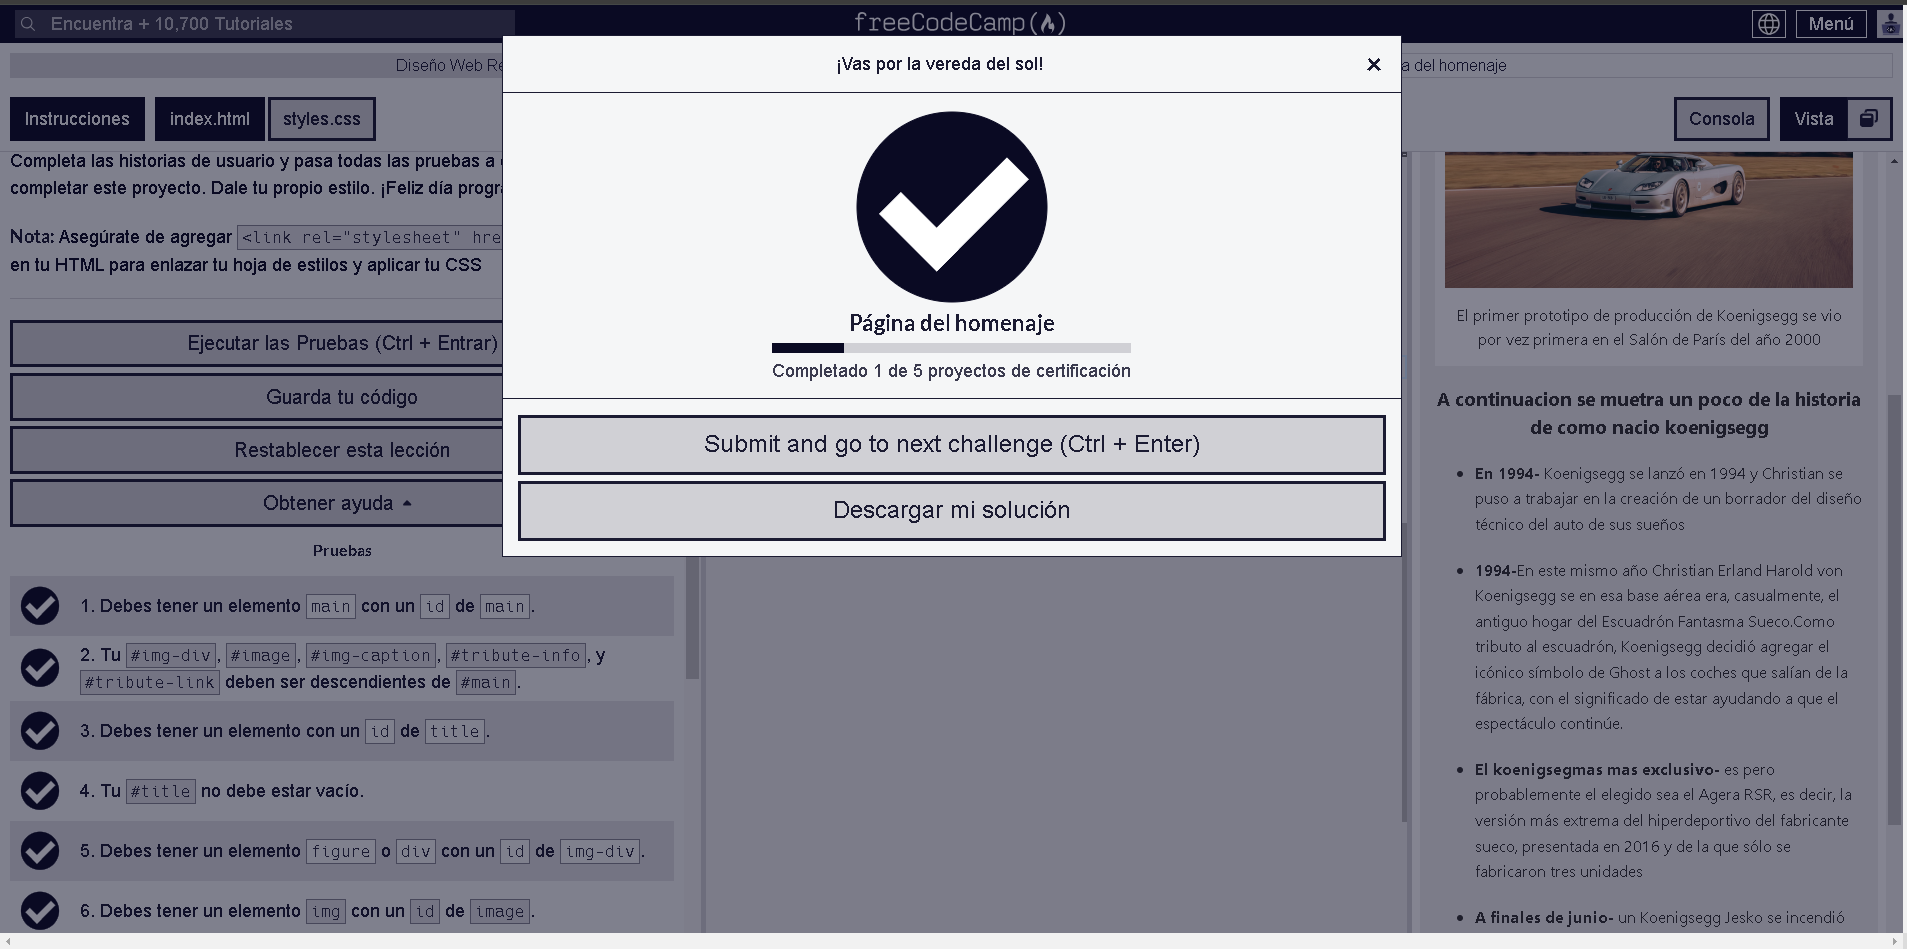 Encuentra + 10,700 Tutoriales
freeCodeCamp
Menú
Diseño Web
a del homenaje
Instrucciones
index.html
styles.css
Consola
Vista
¡Vas por la vereda del sol!
Página del homenaje
Completado 1 de 5 proyectos de certificación
Submit and go to next challenge (Ctrl + Enter)
Descargar mi solución
Completa las historias de usuario y pasa todas las pruebas a
completar este proyecto. Dale tu propio estilo. ¡Feliz día
Nota: Asegúrate de agregar <link rel="stylesheet"
en tu HTML para enlazar tu hoja de estilos y aplicar tu CSS
Ejecutar las Pruebas (Ctrl + Entrar)
Guarda tu código
Restablecer esta lección
Obtener ayuda
Pruebas
1. Debes tener un elemento main con un id de main.
2. Tu #img-div, #image, #img-caption, #tribute-info, y
#tribute-link deben ser descendientes de #main.
3. Debes tener un elemento con un id de title.
4. Tu #title no debe estar vacío.
5. Debes tener un elemento figure o div con un id de img-div.
6. Debes tener un elemento img con un id de image.
El primer prototipo de producción de Koenigsegg se vio
por vez primera en el Salón de París del año 2000
A continuacion se muetra un poco de la historia
de como nacio koenigsegg
En 1994- Koenigsegg se lanzó en 1994 y Christian se
puso a trabajar en la creación de un borrador del diseño
técnico del auto de sus sueños
1994-En este mismo año Christian Erland Harold von
Koenigsegg se en esa base aérea era, casualmente, el
antiguo hogar del Escuadrón Fantasma Sueco.Como
tributo al escuadrón, Koenigsegg decidió agregar el
icónico símbolo de Ghost a los coches que salían de la
fábrica, con el significado de estar ayudando a que el
espectáculo continúe.
El koenigsegmas mas exclusivo- es pero
probablemente el elegido sea el Agera RSR, es decir, la
versión más extrema del hiperdeportivo del fabricante
sueco, presentada en 2016 y de la que sólo se
fabricaron tres unidades
A finales de junio- un Koenigsegg Jesko se incendió